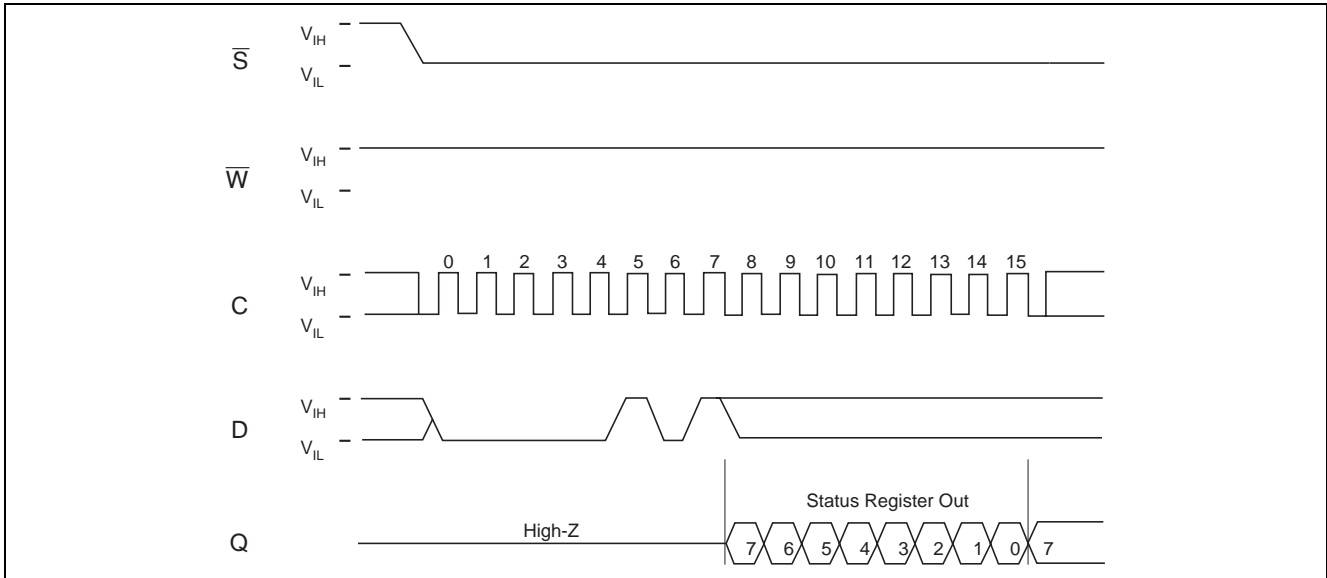 S̅
V_IH
V_IL
W̅
V_IH
V_IL
C
V_IH
V_IL
0 1 2 3 4 5 6 7 8 9 10 11 12 13 14 15
D
V_IH
V_IL
Q
High-Z
Status Register Out
7 6 5 4 3 2 1 0 7